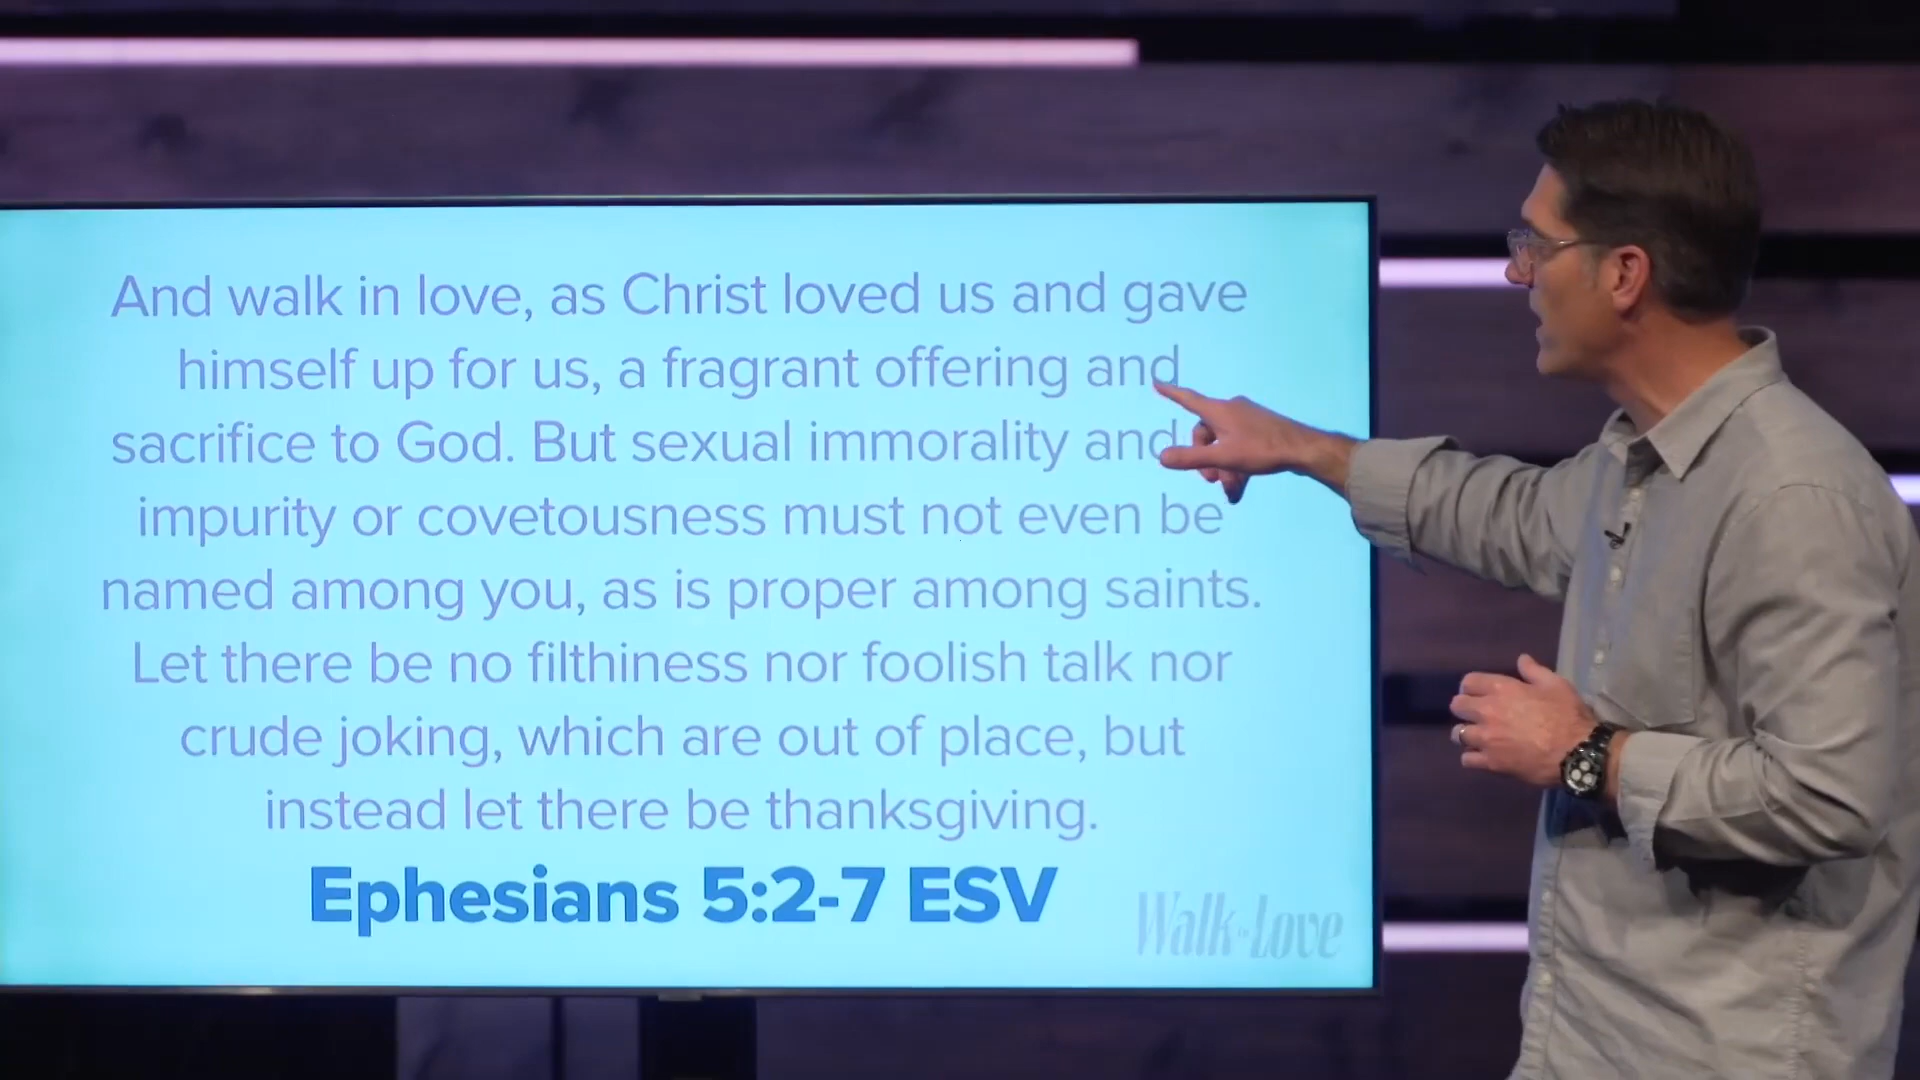 And walk in love, as Christ loved us and gave
himself up for us, a fragrant offering and
sacrifice to God. But sexual immorality and
impurity or covetousness must not even be
named among you, as is proper among saints.
Let there be no filthiness nor foolish talk nor
crude joking, which are out of place, but
instead let there be thanksgiving.
Ephesians 5:2-7 ESV
Walk in Love